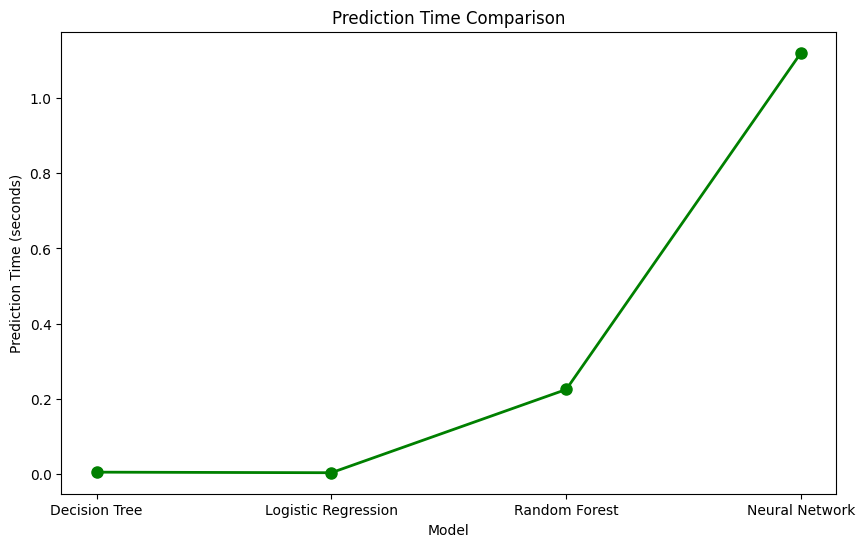 Prediction Time Comparison
Prediction Time (seconds)
1.0
0.8
0.6
0.4
0.2
0.0
Decision Tree
Logistic Regression
Random Forest
Neural Network
Model